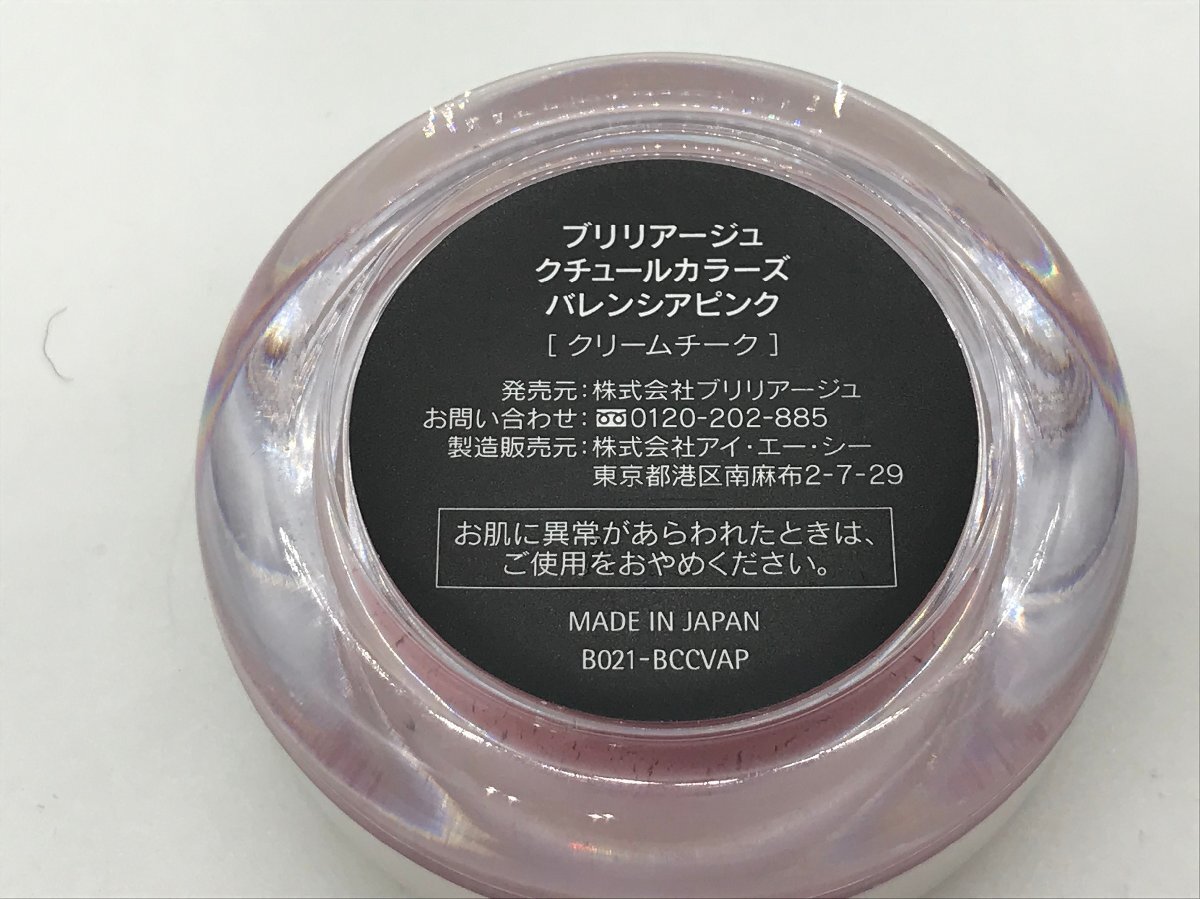 ブリリアージュ
クチュールカラーズ
バレンシアピンク
[ クリームチーク ]
発売元:株式会社ブリリアージュ
お問い合わせ:0120-202-885
製造販売元:株式会社アイ・エー・シー
東京都港区南麻布2-7-29
お肌に異常があらわれたときは、
ご使用をおやめください。
MADE IN JAPAN
B021-BCCVAP